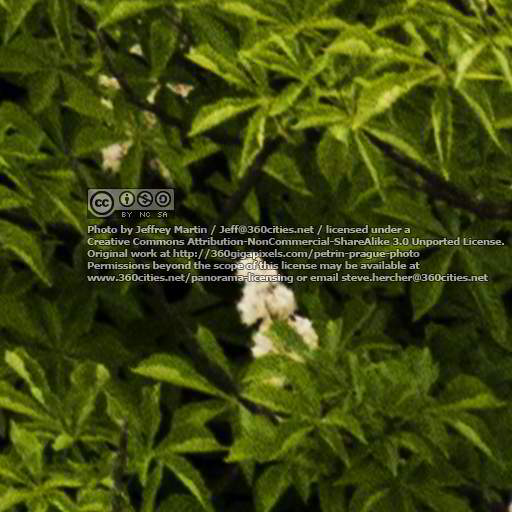 cc
BY NC SA
Photo by Jeffrey Martin / Jeff@360cities.net / licensed under a
Creative Commons Attribution-NonCommercial-ShareAlike 3.0 Unported License.
Original work at http://360gigapixels.com/petrin-prague-photo
Permissions beyond the scope of this license may be available at
www.360cities.net/panorama-licensing or email steve.hercher@360cities.net